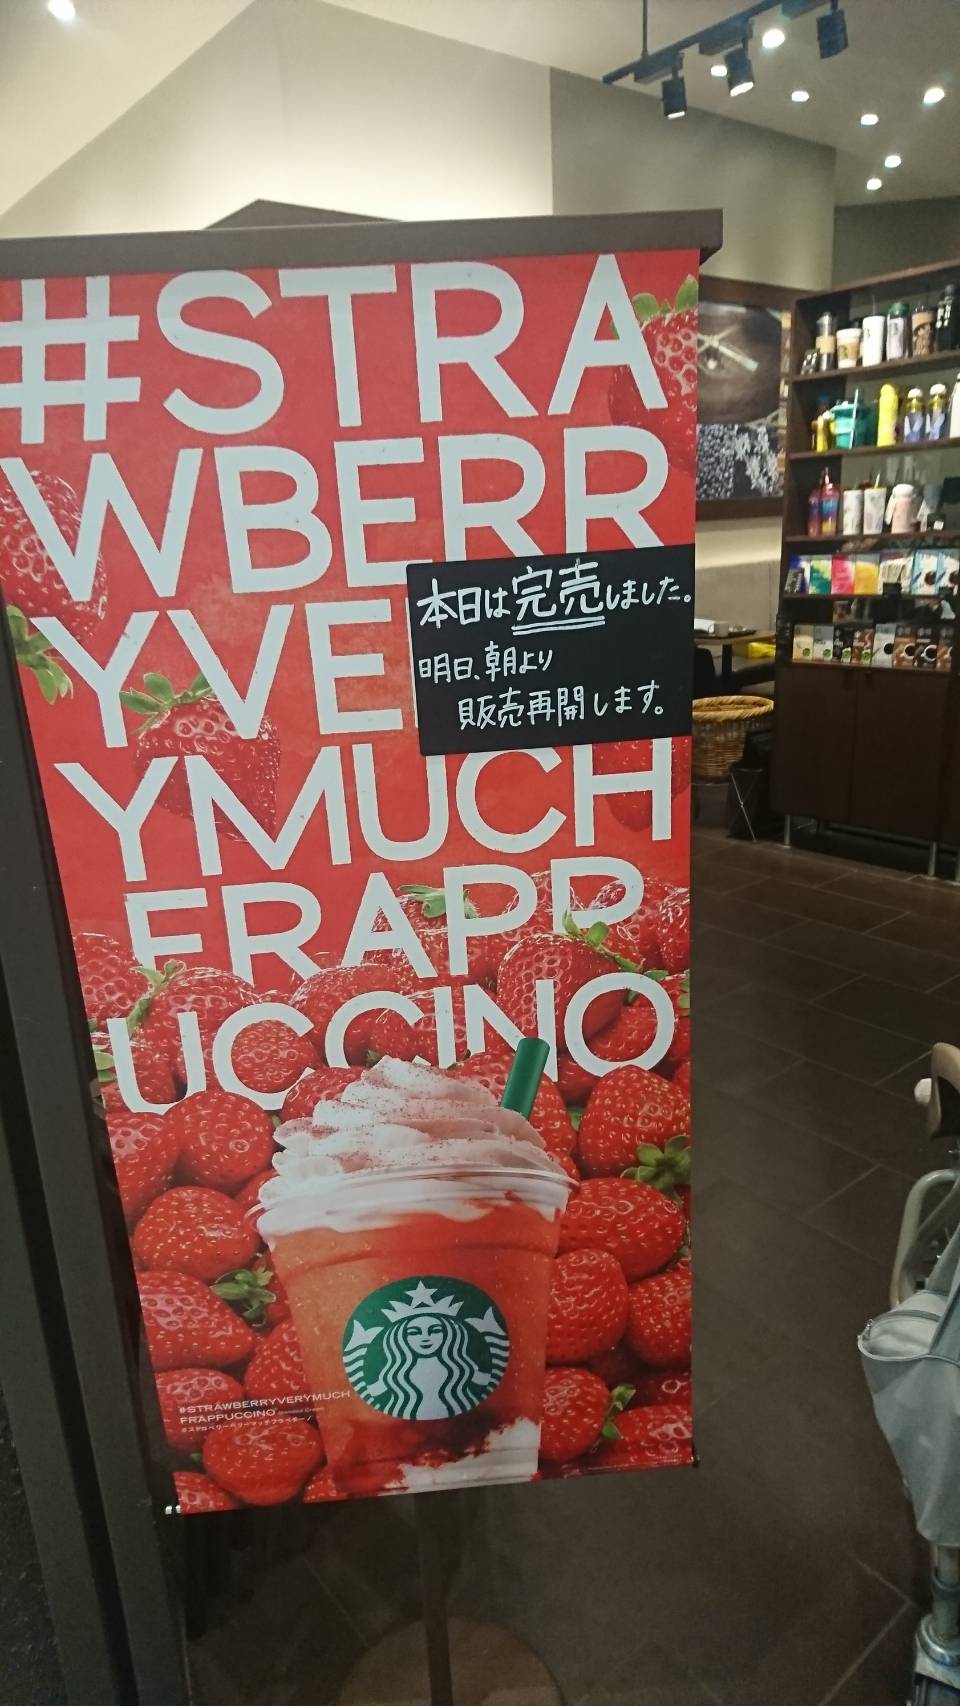 #STRA
WBERR
YVE
本日は完売しました。
明日、朝より
販売再開します。
YMUCH
FRAPP
UCCINO
#STRAWBERRYVERYMUCH
FRAPPUCCINO